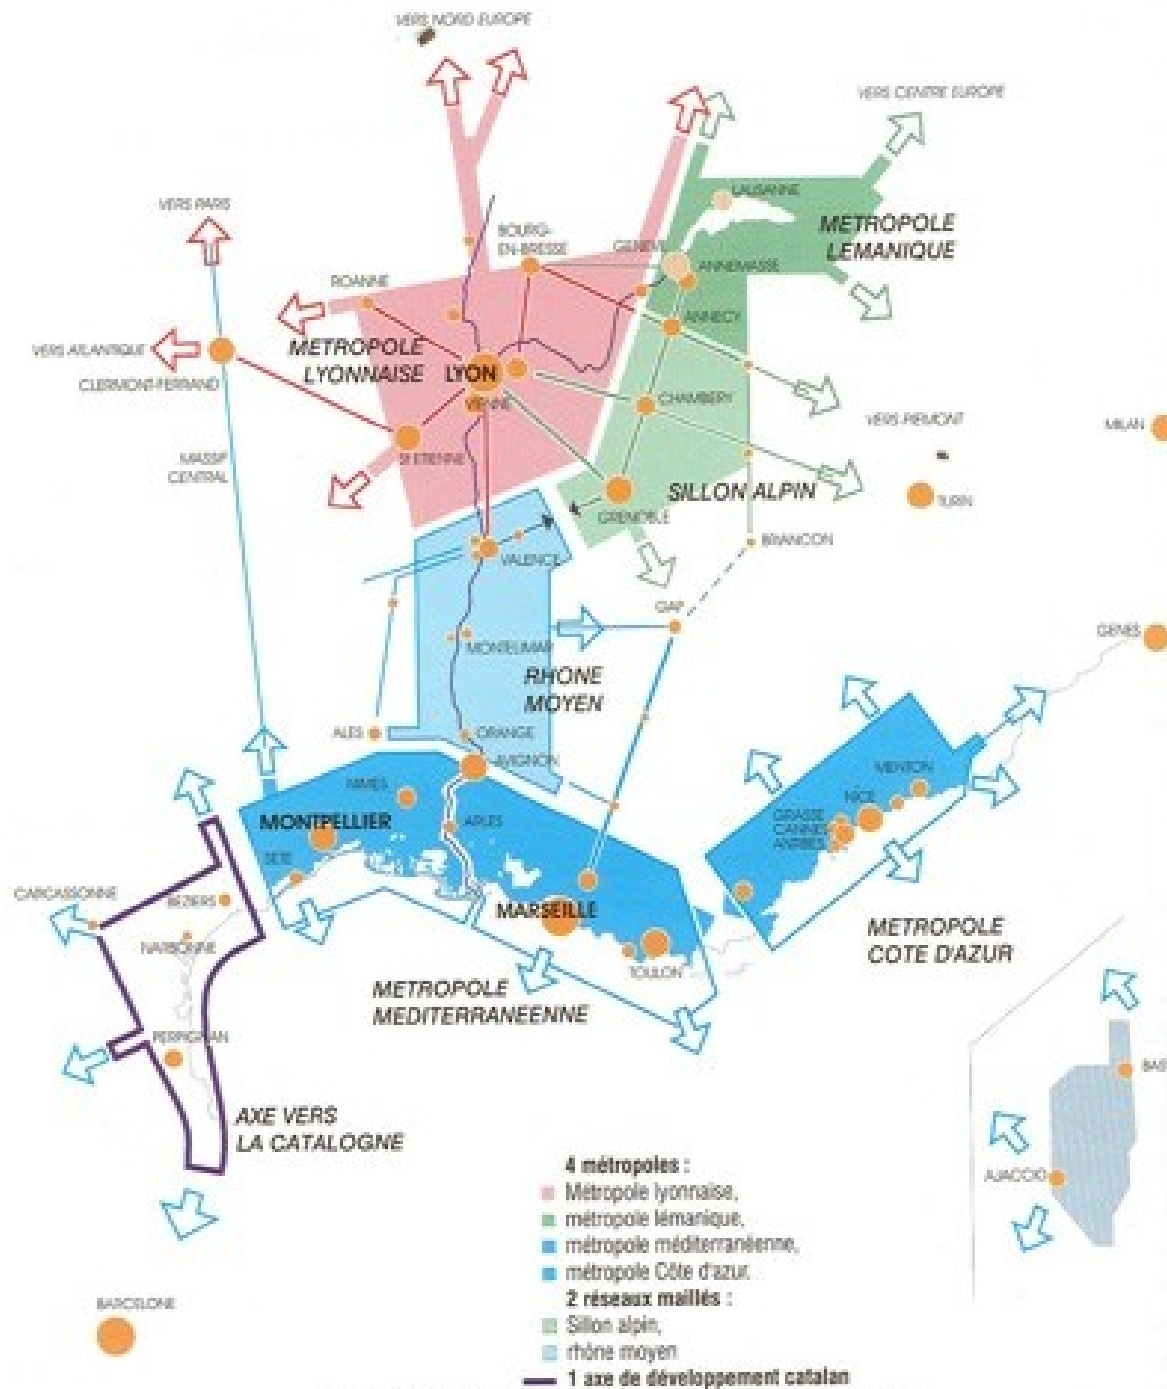 VERS NORD EUROPE
VERS CENTRE EUROPE
LAUSANNE
VERS PARIS
METROPOLE
LEMANIQUE
BOURG-
EN-BRESSE
GENEVE
ANNEMASSE
ROANNE
ANNECY
METROPOLE
LYONNAISE
VERS ATLANTIQUE
LYON
CLERMONT-FERRAND
VIENNE
CHAMBERY
VERS PIEMONT
MILAN
MASSIF
CENTRAL
ST ETIENNE
SILLON ALPIN
TURIN
GRENOBLE
BRIANCON
VALENCE
GAP
GENES
MONTELIMAR
RHONE
MOYEN
ALES
ORANGE
AVIGNON
MENTON
NIMES
NICE
MONTPELLIER
ARLES
GRASSE
CANNES
ANTIBES
SETE
CARCASSONNE
BEZIERS
MARSEILLE
METROPOLE
COTE D'AZUR
NARBONNE
TOULON
METROPOLE
MEDITERRANEENNE
PERPIGNAN
BAS
AXE VERS
LA CATALOGNE
AJACCIO
4 métropoles :
Métropole lyonnaise,
métropole lémanique,
métropole méditerranéenne,
métropole Côte d'azur.
2 réseaux maillés :
Sillon alpin,
rhône moyen
1 axe de développement catalan
BARCELONE